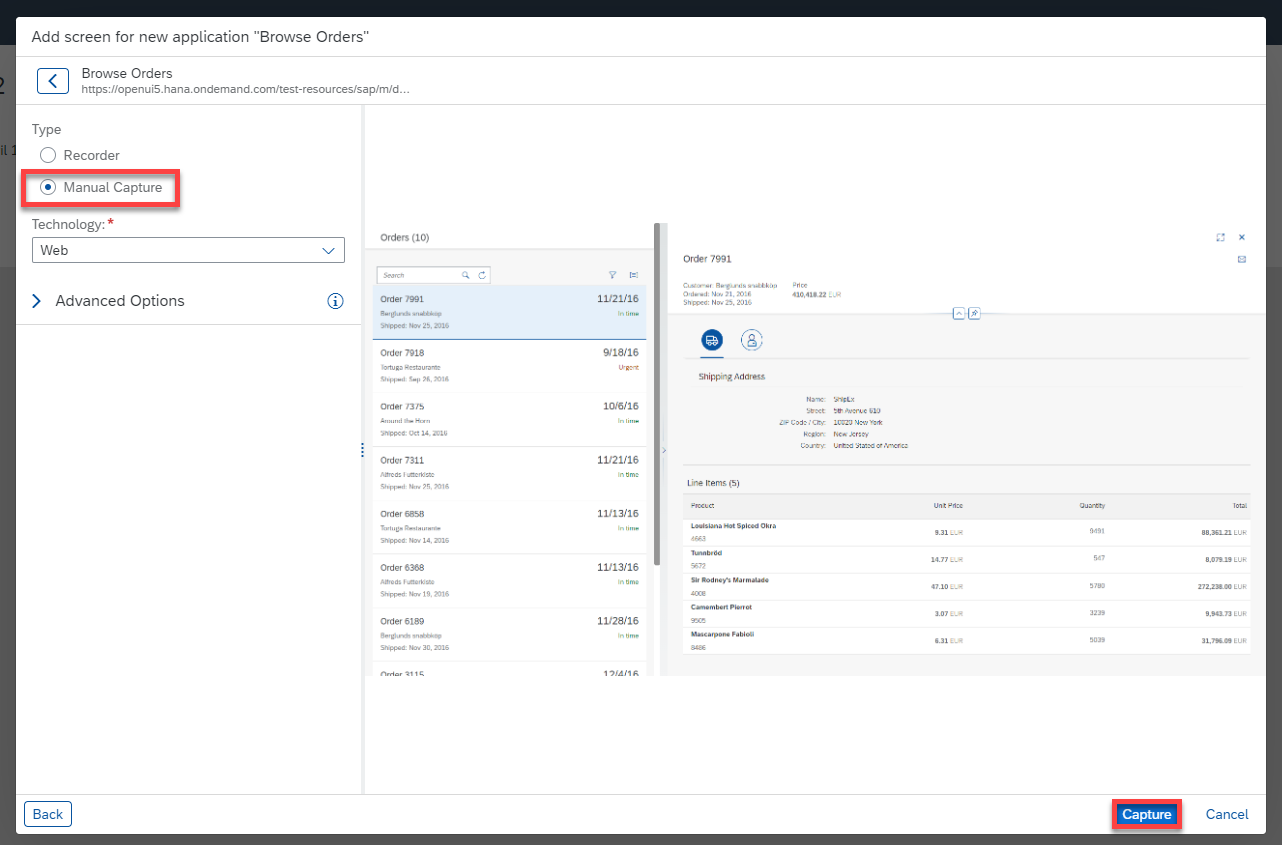 Add screen for new application "Browse Orders"
Browse Orders
https://openui5.hana.ondemand.com/test-resources/sap/m/d...
Type
Recorder
Manual Capture
Technology: *
Web
Advanced Options
Orders (10)
Search
Order 7991 11/21/16
Berglunds snabbköp In time
Shipped: Nov 25, 2016
Order 7918 9/18/16
Tortuga Restaurante Urgent
Shipped: Sep 26, 2016
Order 7375 10/6/16
Around the Horn In time
Shipped: Oct 14, 2016
Order 7311 11/21/16
Alfreds Futterkiste In time
Shipped: Nov 25, 2016
Order 6858 11/13/16
Tortuga Restaurante In time
Shipped: Nov 14, 2016
Order 6368 11/13/16
Alfreds Futterkiste In time
Shipped: Nov 19, 2016
Order 6189 11/28/16
Berglunds snabbköp In time
Shipped: Nov 30, 2016
Order 3115 12/4/16
Order 7991
Customer: Berglunds snabbköp Price
Ordered: Nov 21, 2016 410,418.22 EUR
Shipped: Nov 25, 2016
Shipping Address
Name: ShipEx
Street: 5th Avenue 510
ZIP Code / City: 10020 New York
Region: New Jersey
Country: United Stated of America
Line Items (5)
Product Unit Price Quantity Total
Louisiana Hot Spiced Okra 9.31 EUR 9491 88,361.21 EUR
4663
Tunnbröd 14.77 EUR 547 8,079.19 EUR
5672
Sir Rodney's Marmalade 47.10 EUR 5780 272,238.00 EUR
4008
Camembert Pierrot 3.07 EUR 3239 9,943.73 EUR
9505
Mascarpone Fabioli 6.31 EUR 5039 31,796.09 EUR
8486
Back
Capture
Cancel